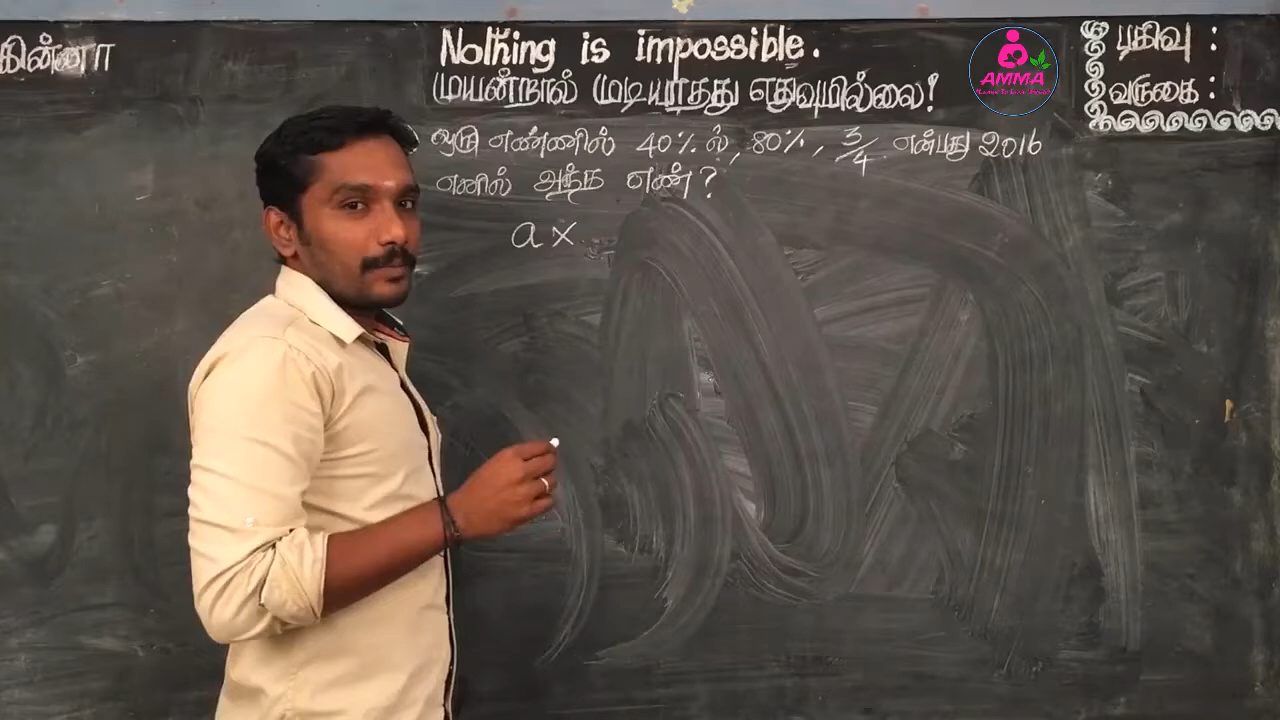 கின்னா
Nothing is impossible.
முயன்றால் முடியாதது எதுவுமில்லை!
AMMA
பதிவு :
வருகை :
ஒரு எண்ணில் 40% ல், 80%, 3/4 என்பது 2016
எனில் அந்த எண் ?
a x